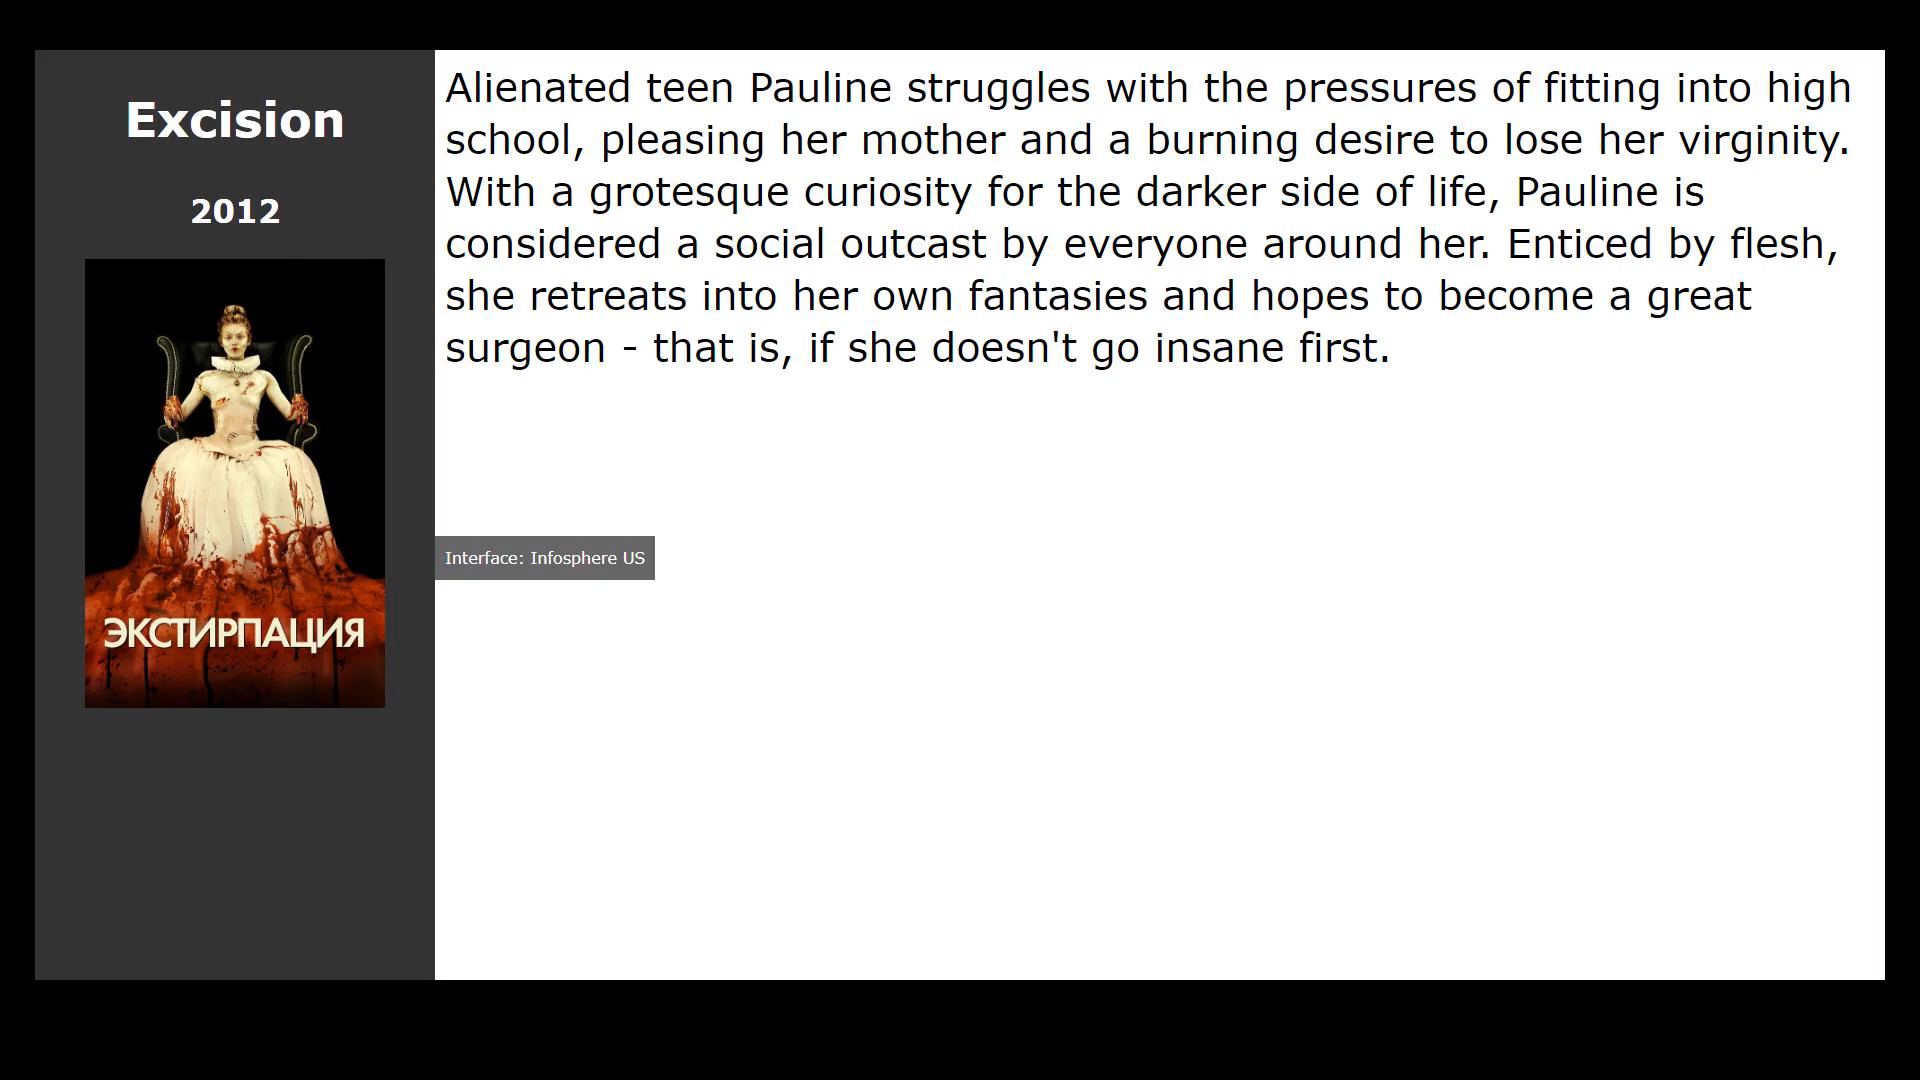 Excision
2012
ЭКСТИРПАЦИЯ
Alienated teen Pauline struggles with the pressures of fitting into high
school, pleasing her mother and a burning desire to lose her virginity.
With a grotesque curiosity for the darker side of life, Pauline is
considered a social outcast by everyone around her. Enticed by flesh,
she retreats into her own fantasies and hopes to become a great
surgeon - that is, if she doesn't go insane first.
Interface: Infosphere US